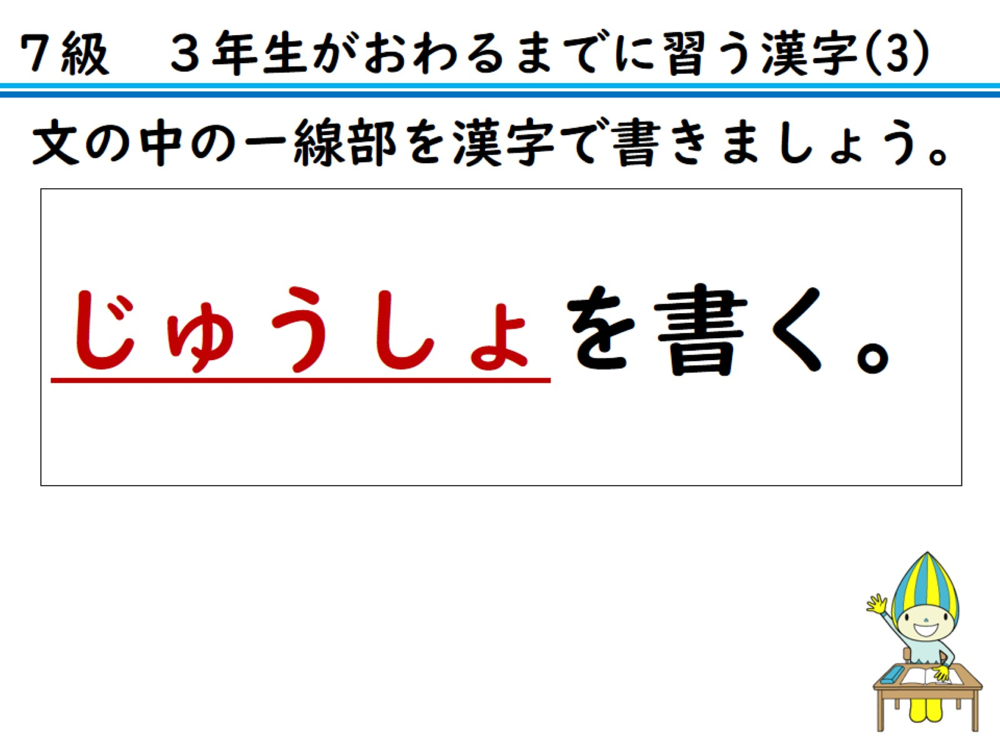 ７級　３年生がおわるまでに習う漢字(3)
文の中の一線部を漢字で書きましょう。
じゅうしょを書く。